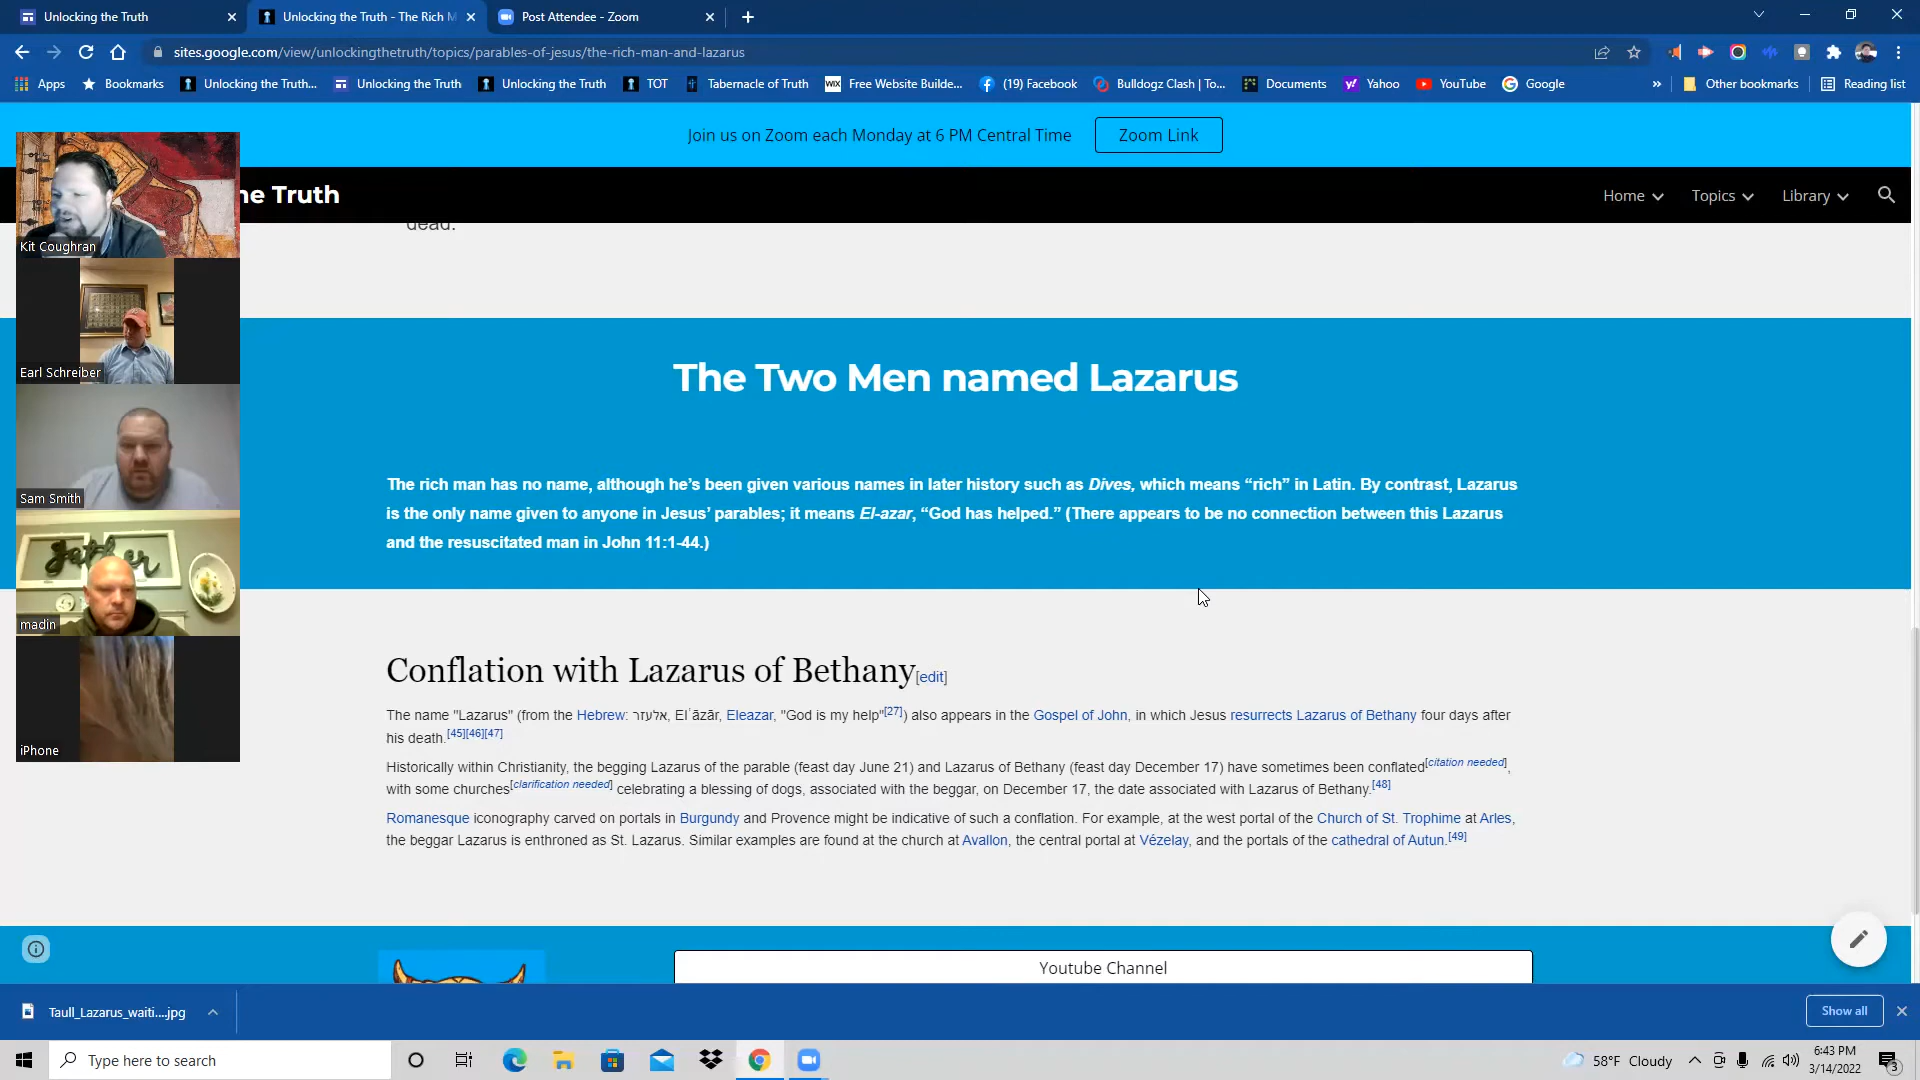 Unlocking the Truth
Unlocking the Truth - The Rich M
Post Attendee - Zoom
sites.google.com/view/unlockingthetruth/topics/parables-of-jesus/the-rich-man-and-lazarus
Apps
Bookmarks
Unlocking the Truth...
Unlocking the Truth
Unlocking the Truth
TOT
Tabernacle of Truth
WIX
Free Website Builde...
(19) Facebook
Bulldogz Clash | To...
Documents
Yahoo
YouTube
Google
Other bookmarks
Reading list
Join us on Zoom each Monday at 6 PM Central Time
Zoom Link
he Truth
Home
Topics
Library
dead.
Kit Coughran
Earl Schreiber
Sam Smith
gather
madin
iPhone
The Two Men named Lazarus
The rich man has no name, although he’s been given various names in later history such as Dives, which means “rich” in Latin. By contrast, Lazarus
is the only name given to anyone in Jesus’ parables; it means El-azar, “God has helped.” (There appears to be no connection between this Lazarus
and the resuscitated man in John 11:1-44.)
Conflation with Lazarus of Bethany[edit]
The name "Lazarus" (from the Hebrew: אלעזר, Elʿāzār, Eleazar, "God is my help"[27]) also appears in the Gospel of John, in which Jesus resurrects Lazarus of Bethany four days after
his death.[45][46][47]
Historically within Christianity, the begging Lazarus of the parable (feast day June 21) and Lazarus of Bethany (feast day December 17) have sometimes been conflated[citation needed],
with some churches[clarification needed] celebrating a blessing of dogs, associated with the beggar, on December 17, the date associated with Lazarus of Bethany.[48]
Romanesque iconography carved on portals in Burgundy and Provence might be indicative of such a conflation. For example, at the west portal of the Church of St. Trophime at Arles,
the beggar Lazarus is enthroned as St. Lazarus. Similar examples are found at the church at Avallon, the central portal at Vézelay, and the portals of the cathedral of Autun.[49]
Youtube Channel
Taull_Lazarus_waiti....jpg
Show all
Type here to search
58°F Cloudy
6:43 PM
3/14/2022
3